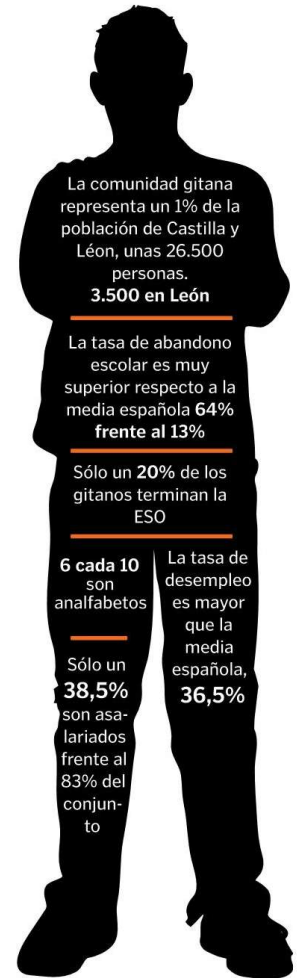 La comunidad gitana
representa un 1% de la
población de Castilla y
Léon, unas 26.500
personas.
3.500 en León
La tasa de abandono
escolar es muy
superior respecto a la
media española 64%
frente al 13%
Sólo un 20% de los
gitanos terminan la
ESO
6 cada 10
son
analfabetos
Sólo un
38,5%
son asa-
lariados
frente al
83% del
conjun-
to
La tasa de
desempleo
es mayor
que la
media
española,
36,5%